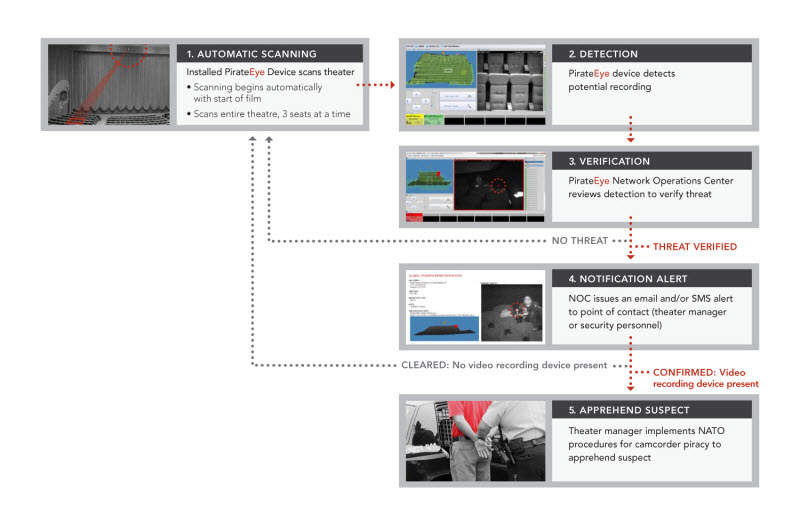 1. AUTOMATIC SCANNING
Installed PirateEye Device scans theater
• Scanning begins automatically
with start of film
• Scans entire theatre, 3 seats at a time
2. DETECTION
PirateEye device detects
potential recording
3. VERIFICATION
PirateEye Network Operations Center
reviews detection to verify threat
NO THREAT
THREAT VERIFIED
4. NOTIFICATION ALERT
NOC issues an email and/or SMS alert
to point of contact (theater manager
or security personnel)
CLEARED: No video recording device present
CONFIRMED: Video
recording device present
5. APPREHEND SUSPECT
Theater manager implements NATO
procedures for camcorder piracy to
apprehend suspect